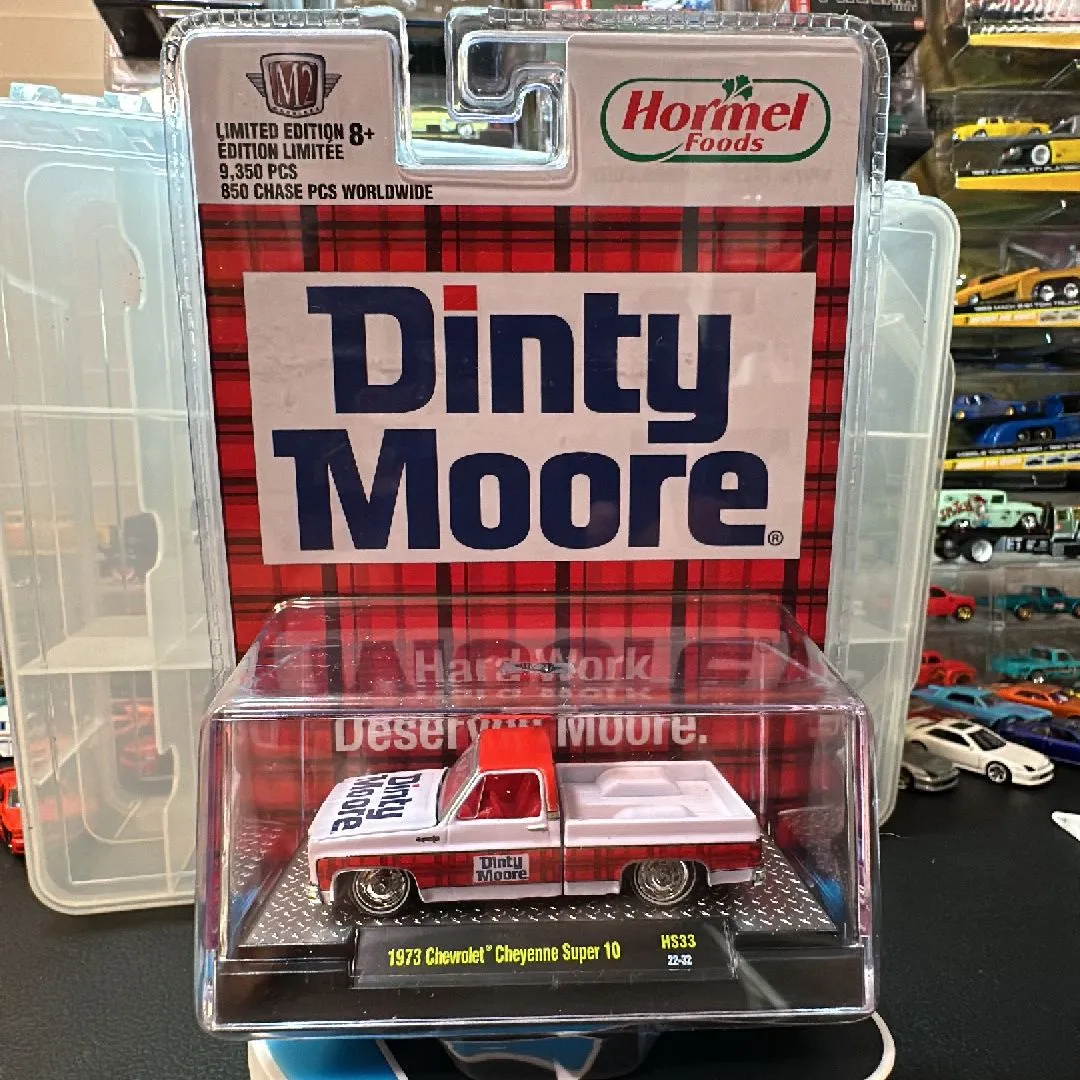 M2
LIMITED EDITION 8+
EDITION LIMITÉE
9,350 PCS
850 CHASE PCS WORLDWIDE
Hormel
Foods
Dinty
Moore®
Hard Work
Deserves Moore.
Dinty
Moore
Dinty
Moore
1973 Chevrolet® Cheyenne Super 10
HS33
22-32